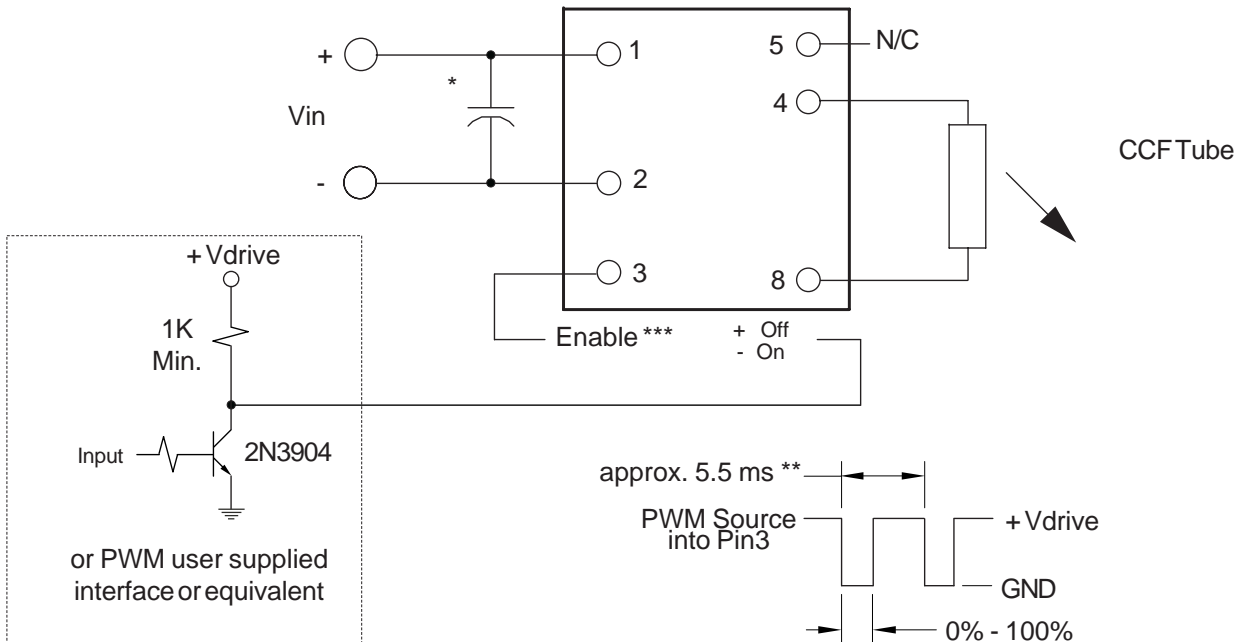 +
*
Vin
-
1
2
3
5
N/C
4
8
CCF Tube
Enable ***
+ Off
- On
+ Vdrive
1K
Min.
Input
2N3904
or PWM user supplied
interface or equivalent
approx. 5.5 ms **
PWM Source
into Pin3
+ Vdrive
GND
0% - 100%